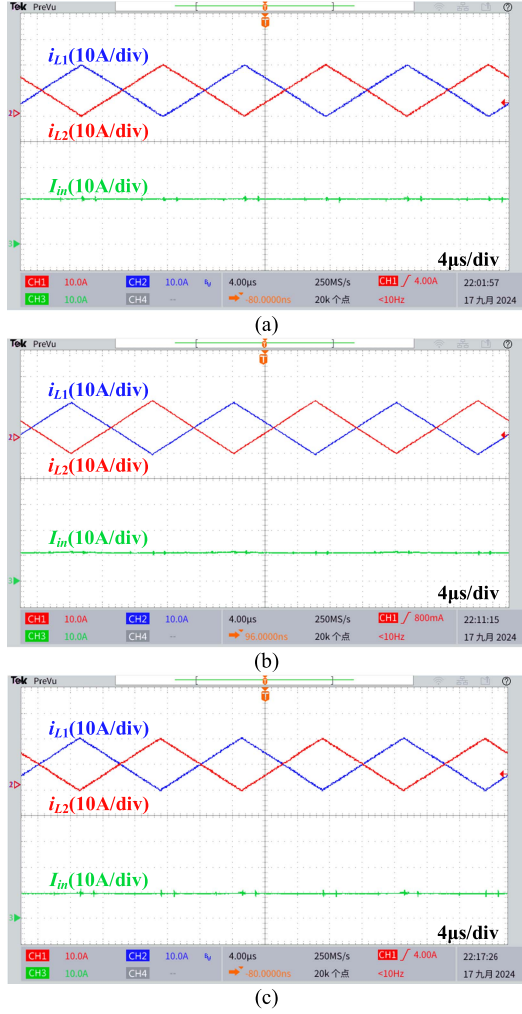 Tek PreVu
T
iL1(10A/div)
2
iL2(10A/div)
Iin(10A/div)
3
4μs/div
CH1 10.0A CH2 10.0A 4.00μs 250MS/s CH1 4.00A 22:01:57
CH3 10.0A CH4 -- -80.0000ns 20k 个点 <10Hz 17 九月 2024
(a)
Tek PreVu
T
iL1(10A/div)
2
iL2(10A/div)
Iin(10A/div)
3
4μs/div
CH1 10.0A CH2 10.0A 4.00μs 250MS/s CH1 800mA 22:11:15
CH3 10.0A CH4 -- 96.0000ns 20k 个点 <10Hz 17 九月 2024
(b)
Tek PreVu
T
iL1(10A/div)
2
iL2(10A/div)
Iin(10A/div)
3
4μs/div
CH1 10.0A CH2 10.0A 4.00μs 250MS/s CH1 4.00A 22:17:26
CH3 10.0A CH4 -- -80.0000ns 20k 个点 <10Hz 17 九月 2024
(c)